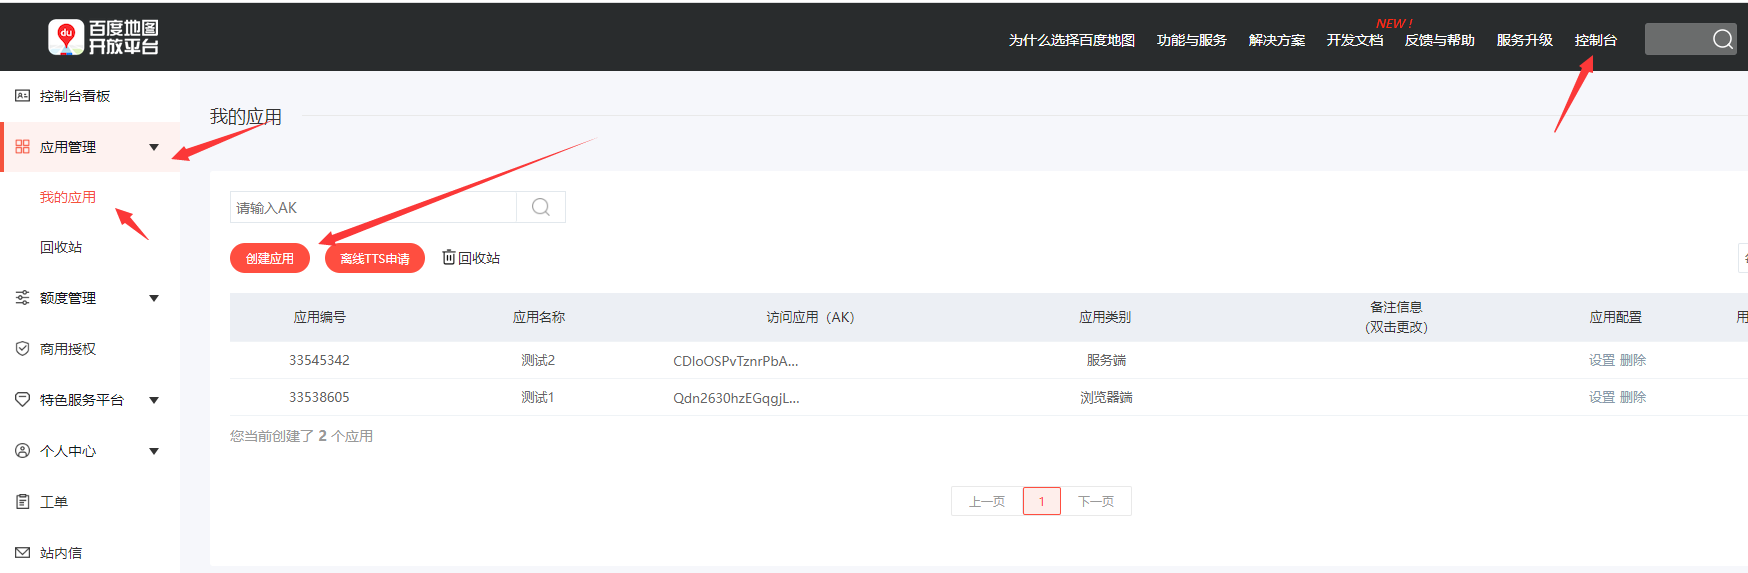 百度地图
开放平台
NEW !
为什么选择百度地图 功能与服务 解决方案 开发文档 反馈与帮助 服务升级 控制台
控制台看板
应用管理
我的应用
回收站
额度管理
商用授权
特色服务平台
个人中心
工单
站内信
我的应用
请输入AK
创建应用 离线TTS申请 回收站
应用编号 应用名称 访问应用（AK） 应用类别 备注信息 应用配置 用
（双击更改）
33545342 测试2 CDloOSPvTznrPbA... 服务端 设置 删除
33538605 测试1 Qdn2630hzEGqgjL... 浏览器端 设置 删除
您当前创建了 2 个应用
上一页 1 下一页